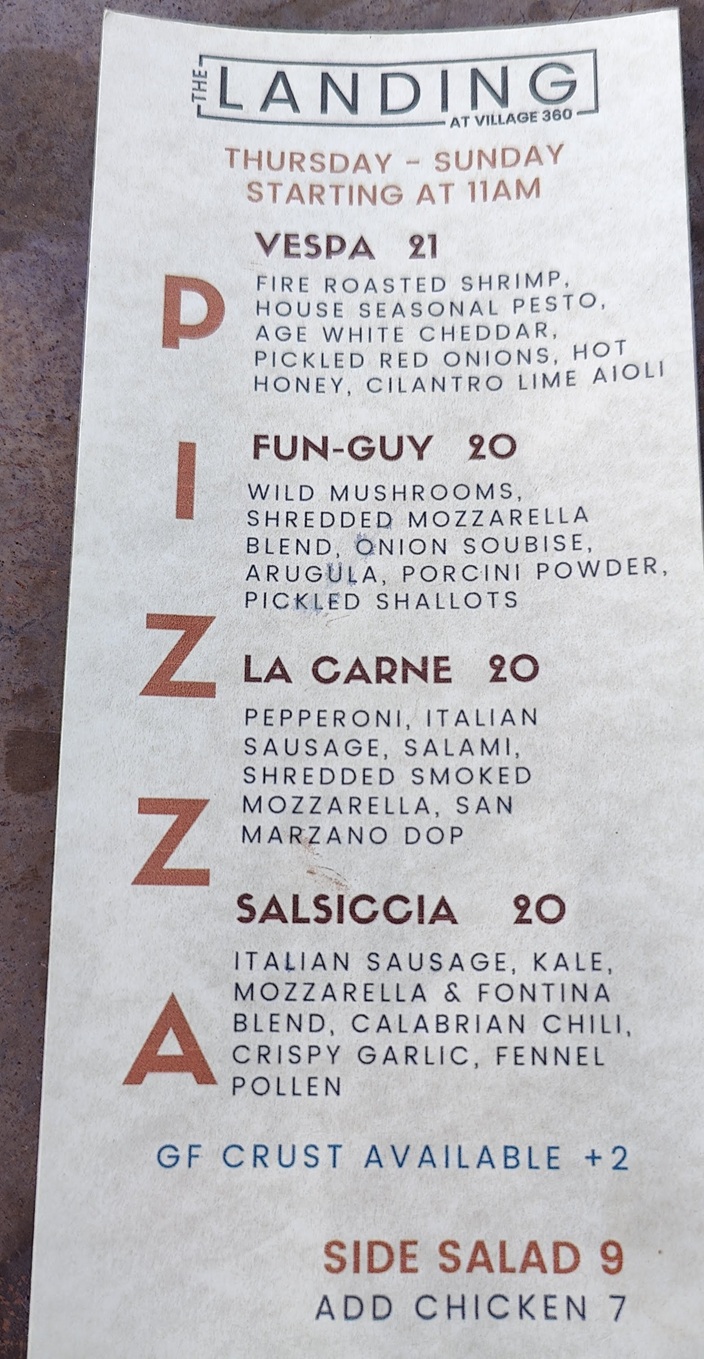 THE LANDING
AT VILLAGE 360
THURSDAY - SUNDAY
STARTING AT 11AM
PIZZA
VESPA 21
FIRE ROASTED SHRIMP,
HOUSE SEASONAL PESTO,
AGE WHITE CHEDDAR,
PICKLED RED ONIONS, HOT
HONEY, CILANTRO LIME AIOLI
FUN-GUY 20
WILD MUSHROOMS,
SHREDDED MOZZARELLA
BLEND, ONION SOUBISE,
ARUGULA, PORCINI POWDER,
PICKLED SHALLOTS
LA CARNE 20
PEPPERONI, ITALIAN
SAUSAGE, SALAMI,
SHREDDED SMOKED
MOZZARELLA, SAN
MARZANO DOP
SALSICCIA 20
ITALIAN SAUSAGE, KALE,
MOZZARELLA & FONTINA
BLEND, CALABRIAN CHILI,
CRISPY GARLIC, FENNEL
POLLEN
GF CRUST AVAILABLE +2
SIDE SALAD 9
ADD CHICKEN 7